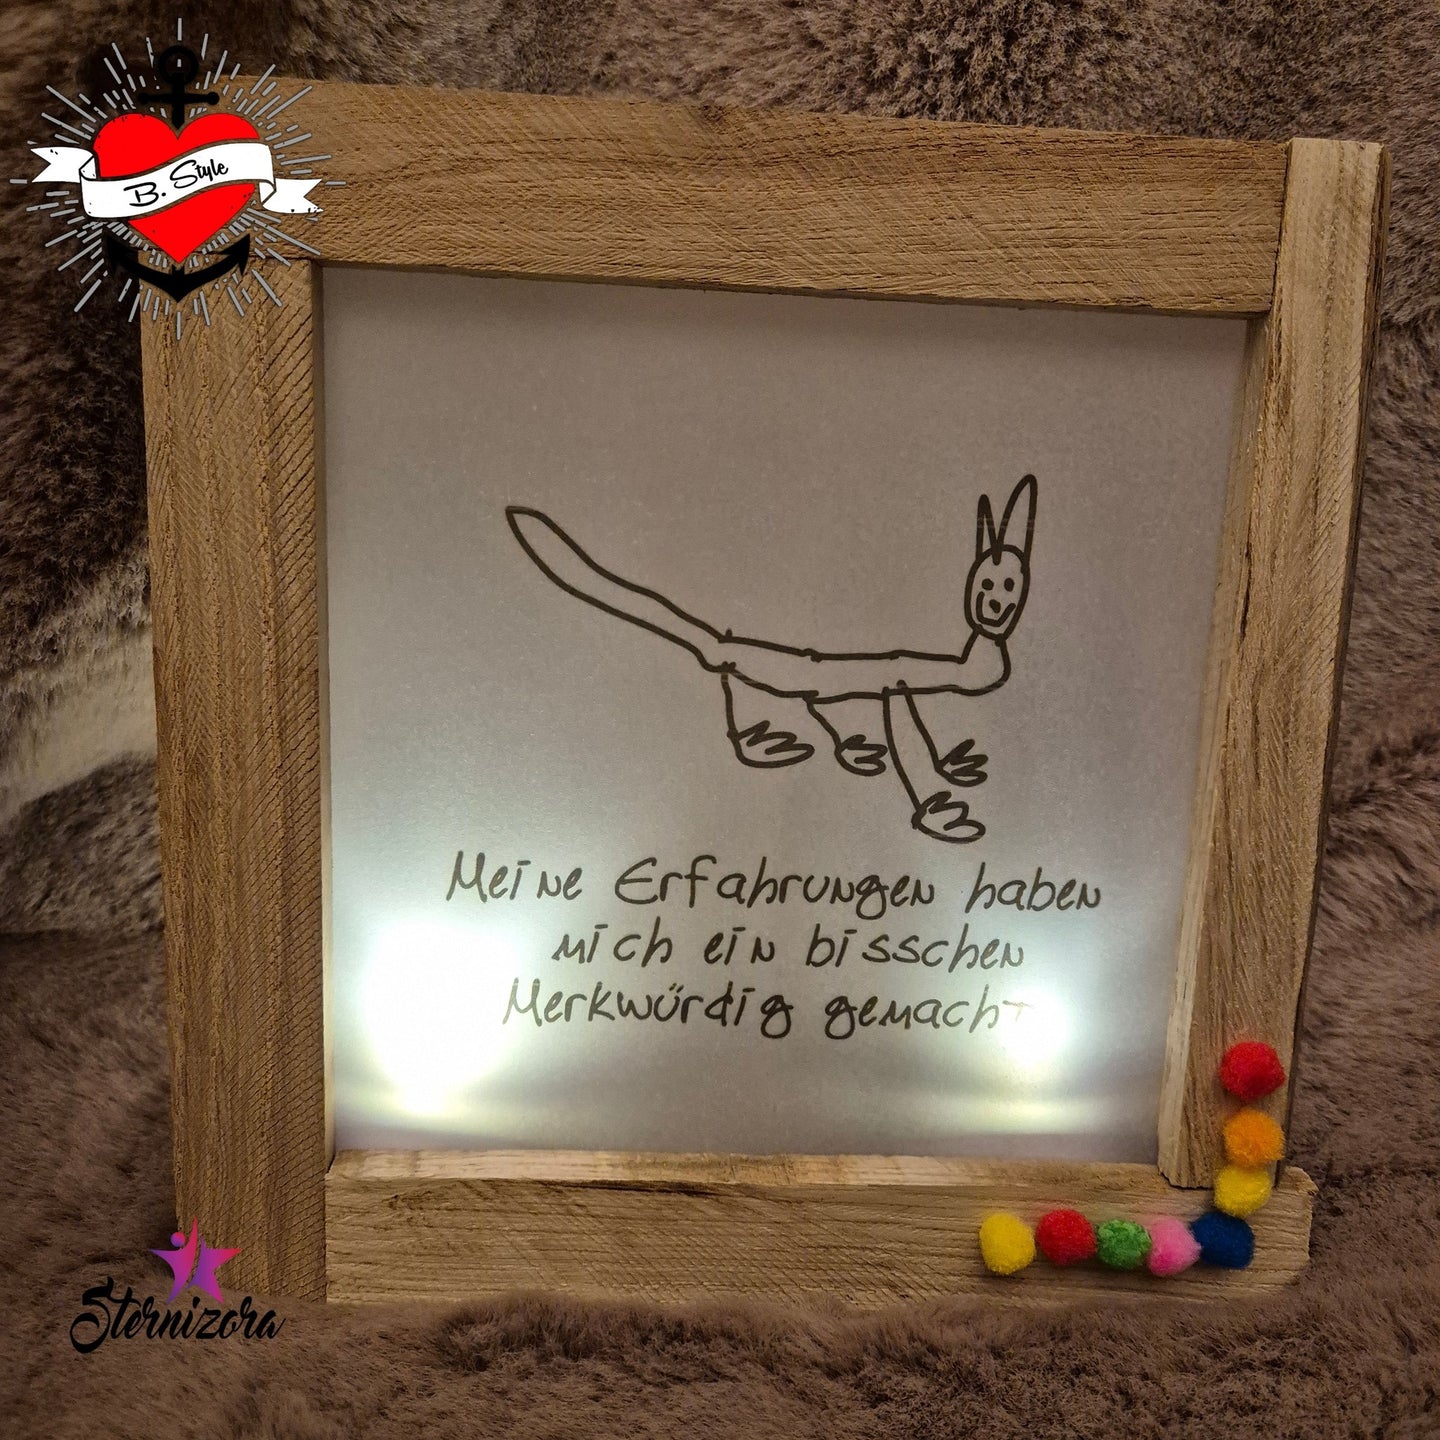 B. Style
Meine Erfahrungen haben
mich ein bisschen
Merkwürdig gemacht
Sternizora